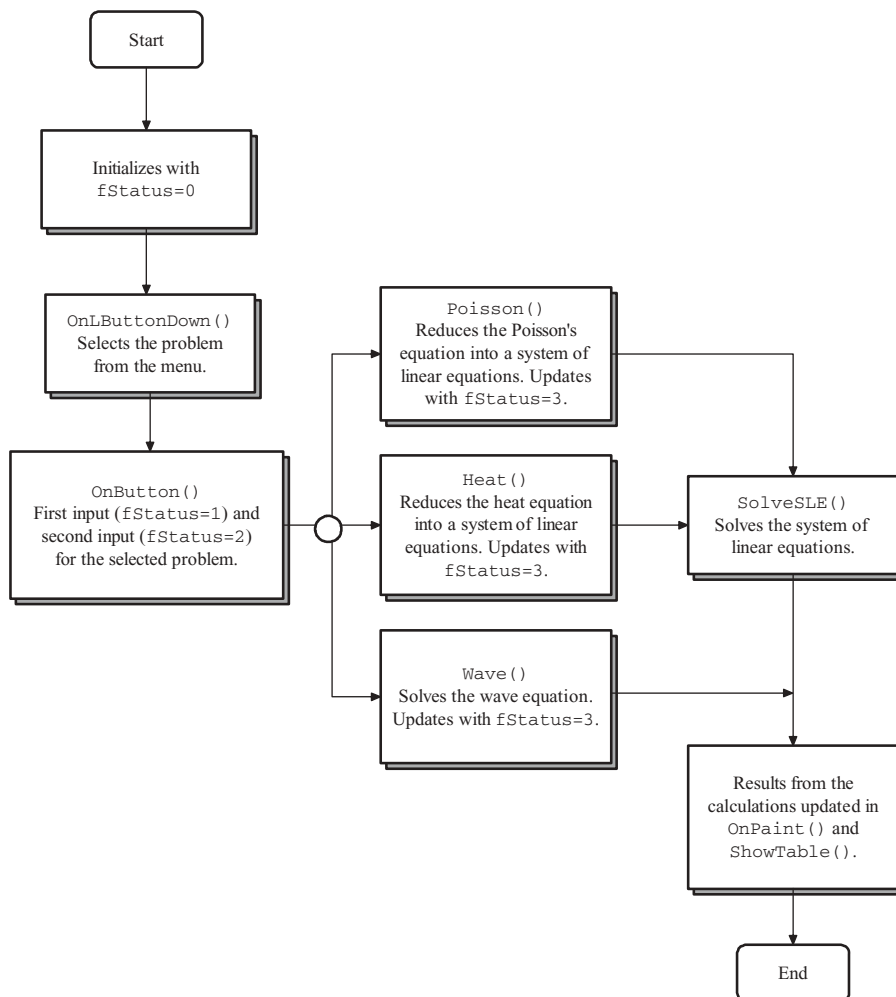 Start
Initializes with
fStatus=0
OnLButtonDown()
Selects the problem
from the menu.
OnButton()
First input (fStatus=1) and
second input (fStatus=2)
for the selected problem.
Poisson()
Reduces the Poisson's
equation into a system of
linear equations. Updates
with fStatus=3.
Heat()
Reduces the heat equation
into a system of linear
equations. Updates with
fStatus=3.
Wave()
Solves the wave equation.
Updates with fStatus=3.
SolveSLE()
Solves the system of
linear equations.
Results from the
calculations updated in
OnPaint() and
ShowTable().
End